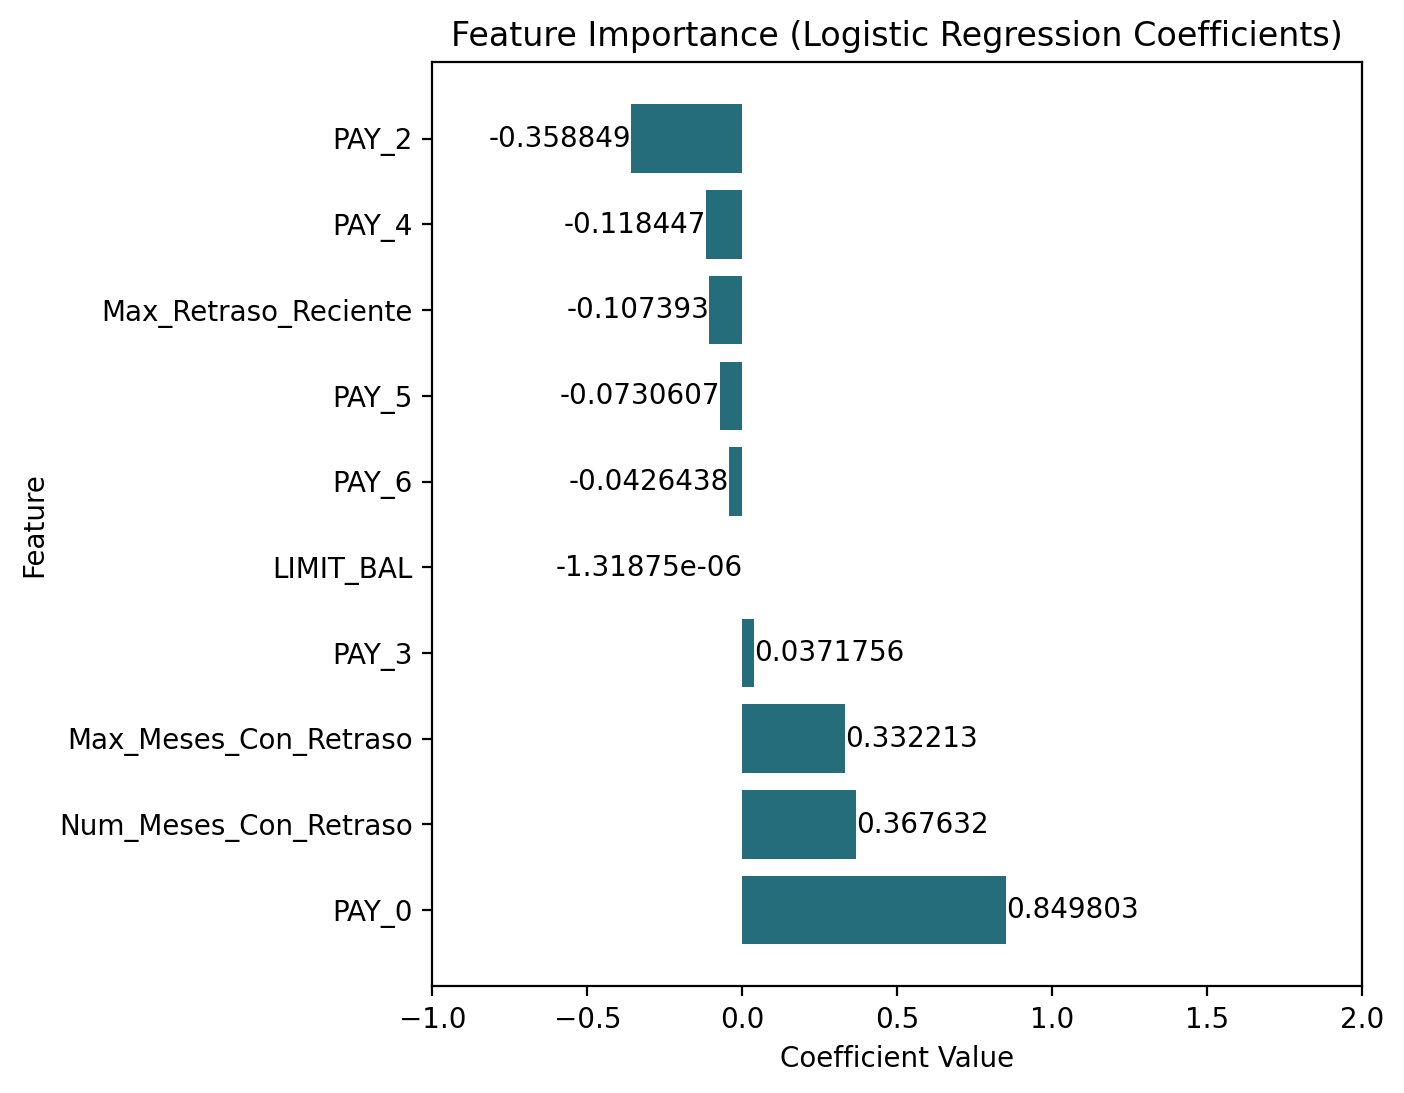 Feature Importance (Logistic Regression Coefficients)
PAY_2 -0.358849
PAY_4 -0.118447
Max_Retraso_Reciente -0.107393
PAY_5 -0.0730607
PAY_6 -0.0426438
LIMIT_BAL -1.31875e-06
PAY_3 0.0371756
Max_Meses_Con_Retraso 0.332213
Num_Meses_Con_Retraso 0.367632
PAY_0 0.849803
Feature
−1.0 −0.5 0.0 0.5 1.0 1.5 2.0
Coefficient Value